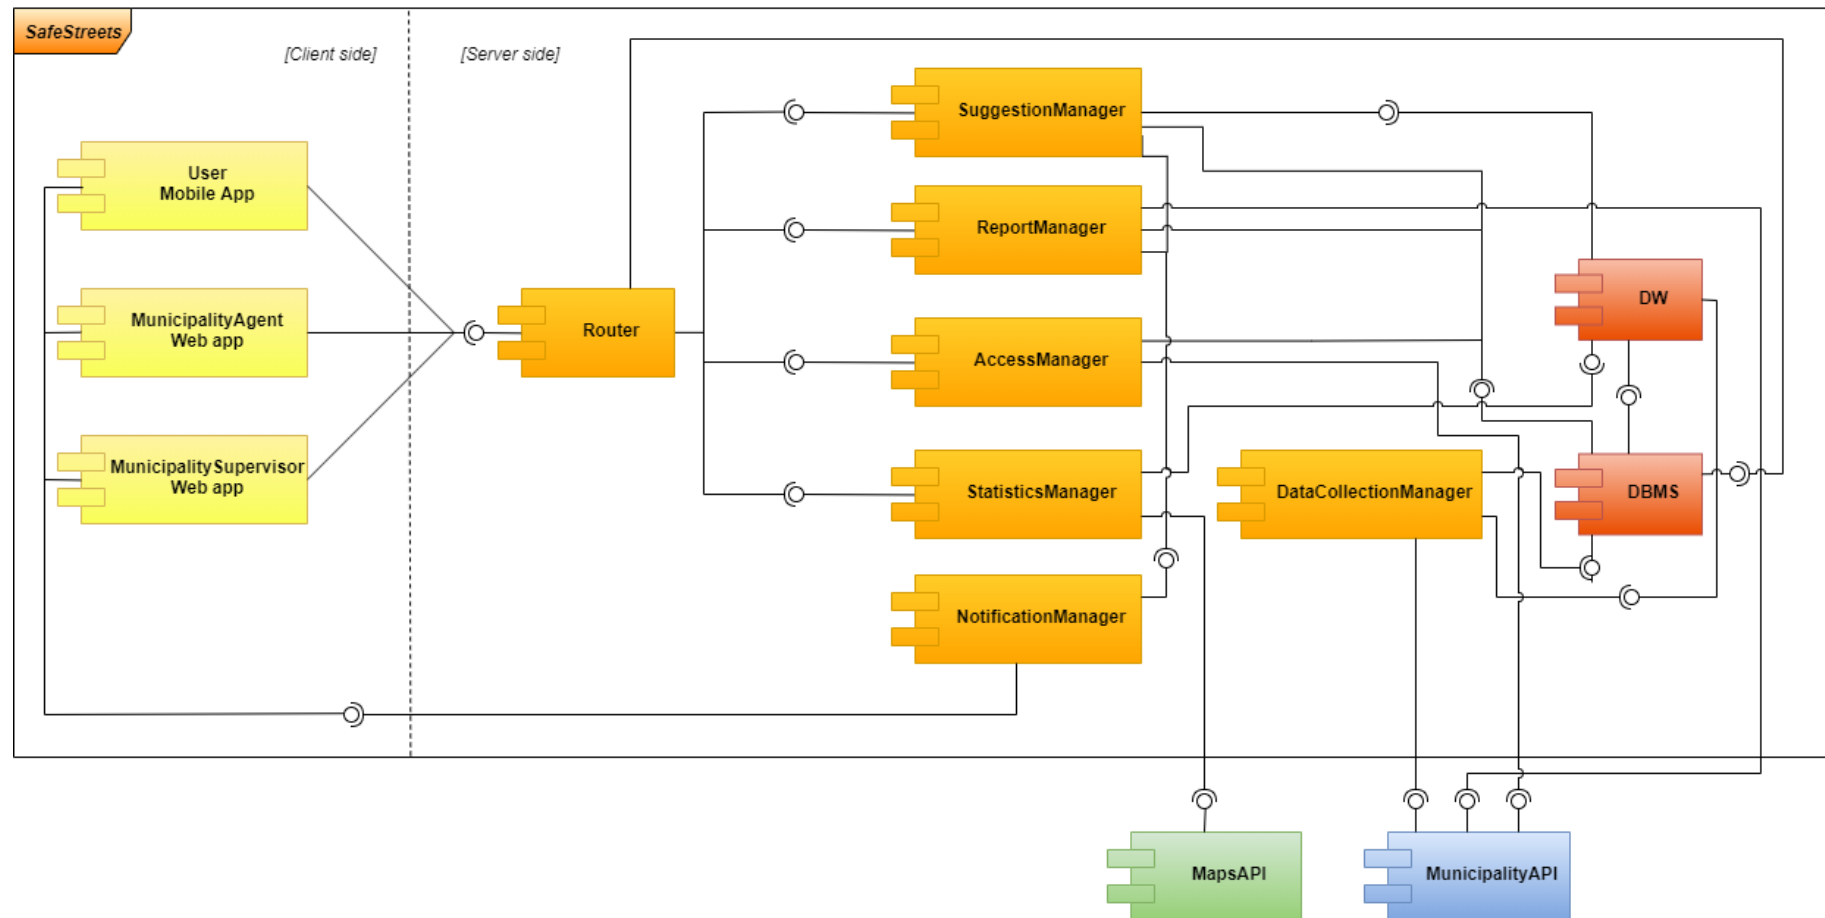 SafeStreets
[Client side]
[Server side]
User
Mobile App
MunicipalityAgent
Web app
MunicipalitySupervisor
Web app
Router
SuggestionManager
ReportManager
AccessManager
StatisticsManager
NotificationManager
DataCollectionManager
DW
DBMS
MapsAPI
MunicipalityAPI